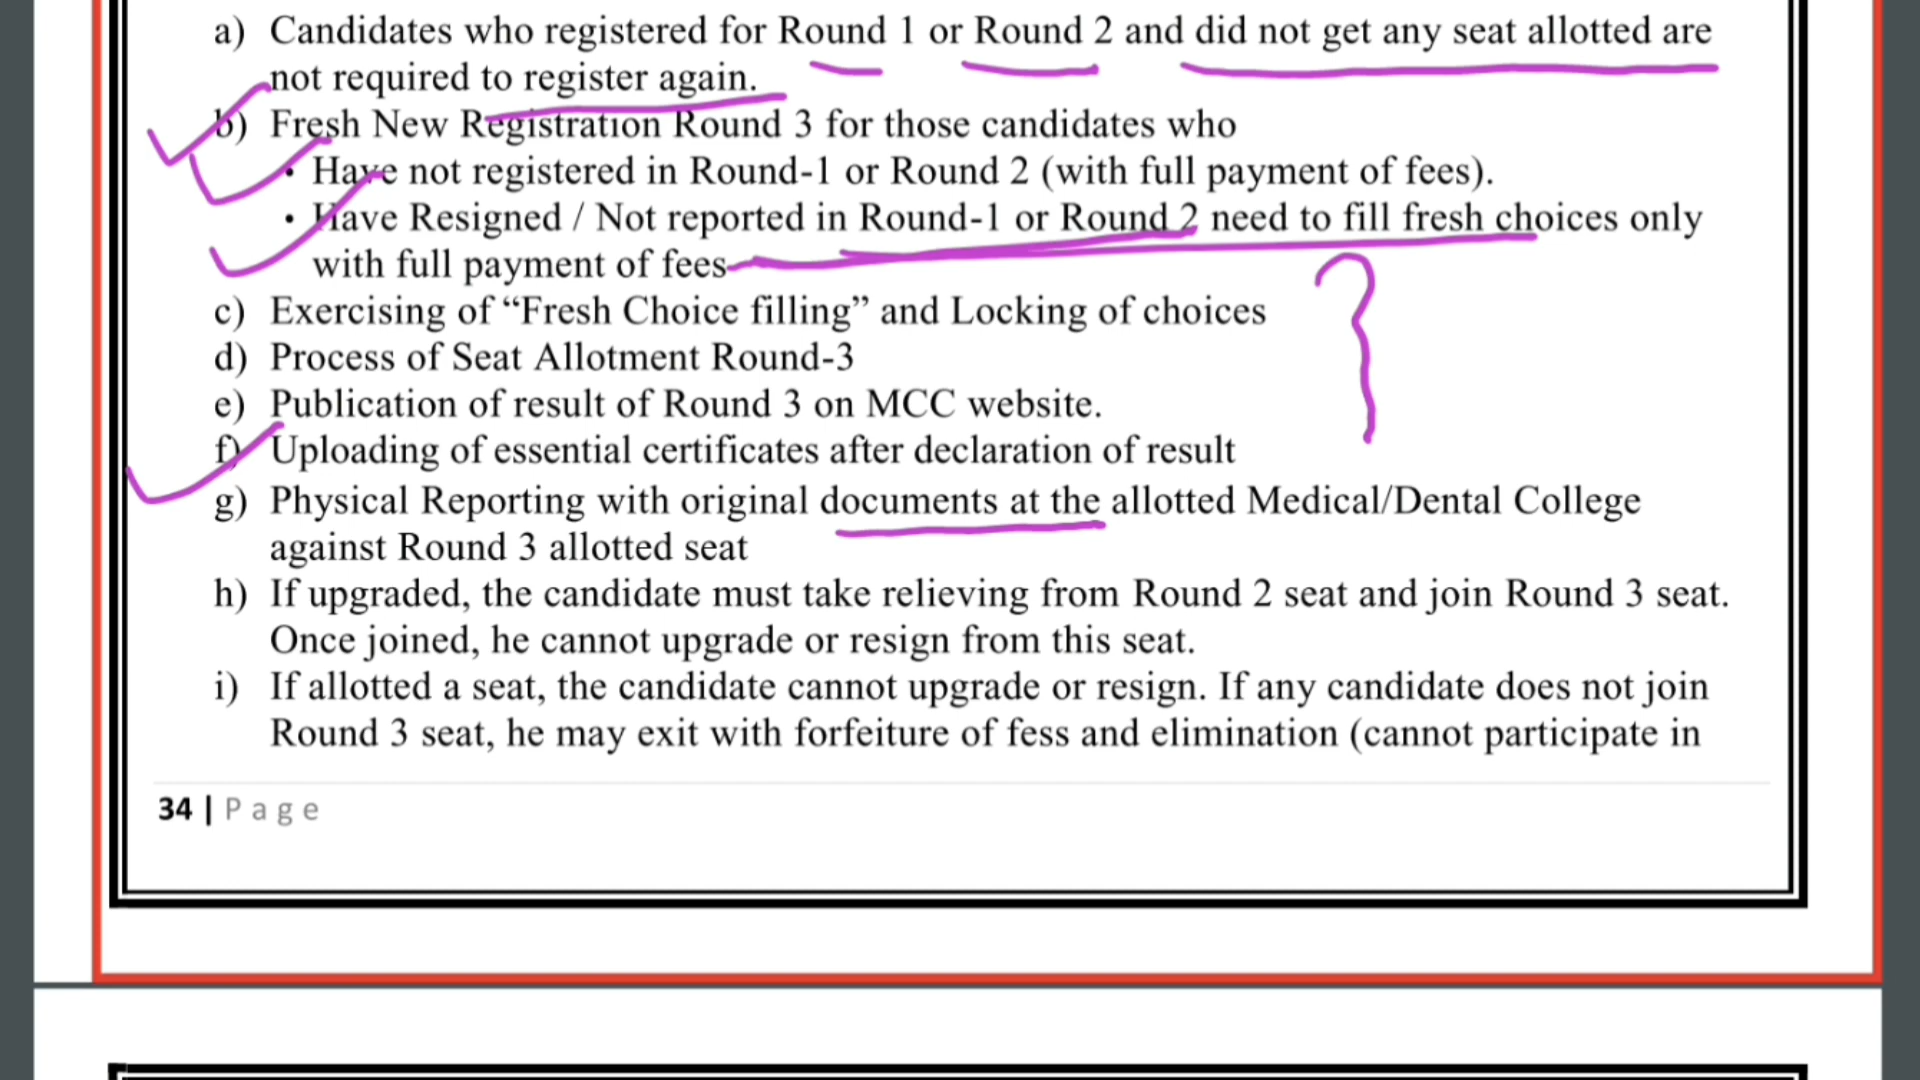 a) Candidates who registered for Round 1 or Round 2 and did not get any seat allotted are
not required to register again.
b) Fresh New Registration Round 3 for those candidates who
• Have not registered in Round-1 or Round 2 (with full payment of fees).
• Have Resigned / Not reported in Round-1 or Round 2 need to fill fresh choices only
with full payment of fees
c) Exercising of “Fresh Choice filling” and Locking of choices
d) Process of Seat Allotment Round-3
e) Publication of result of Round 3 on MCC website.
f) Uploading of essential certificates after declaration of result
g) Physical Reporting with original documents at the allotted Medical/Dental College
against Round 3 allotted seat
h) If upgraded, the candidate must take relieving from Round 2 seat and join Round 3 seat.
Once joined, he cannot upgrade or resign from this seat.
i) If allotted a seat, the candidate cannot upgrade or resign. If any candidate does not join
Round 3 seat, he may exit with forfeiture of fess and elimination (cannot participate in
34 | Page